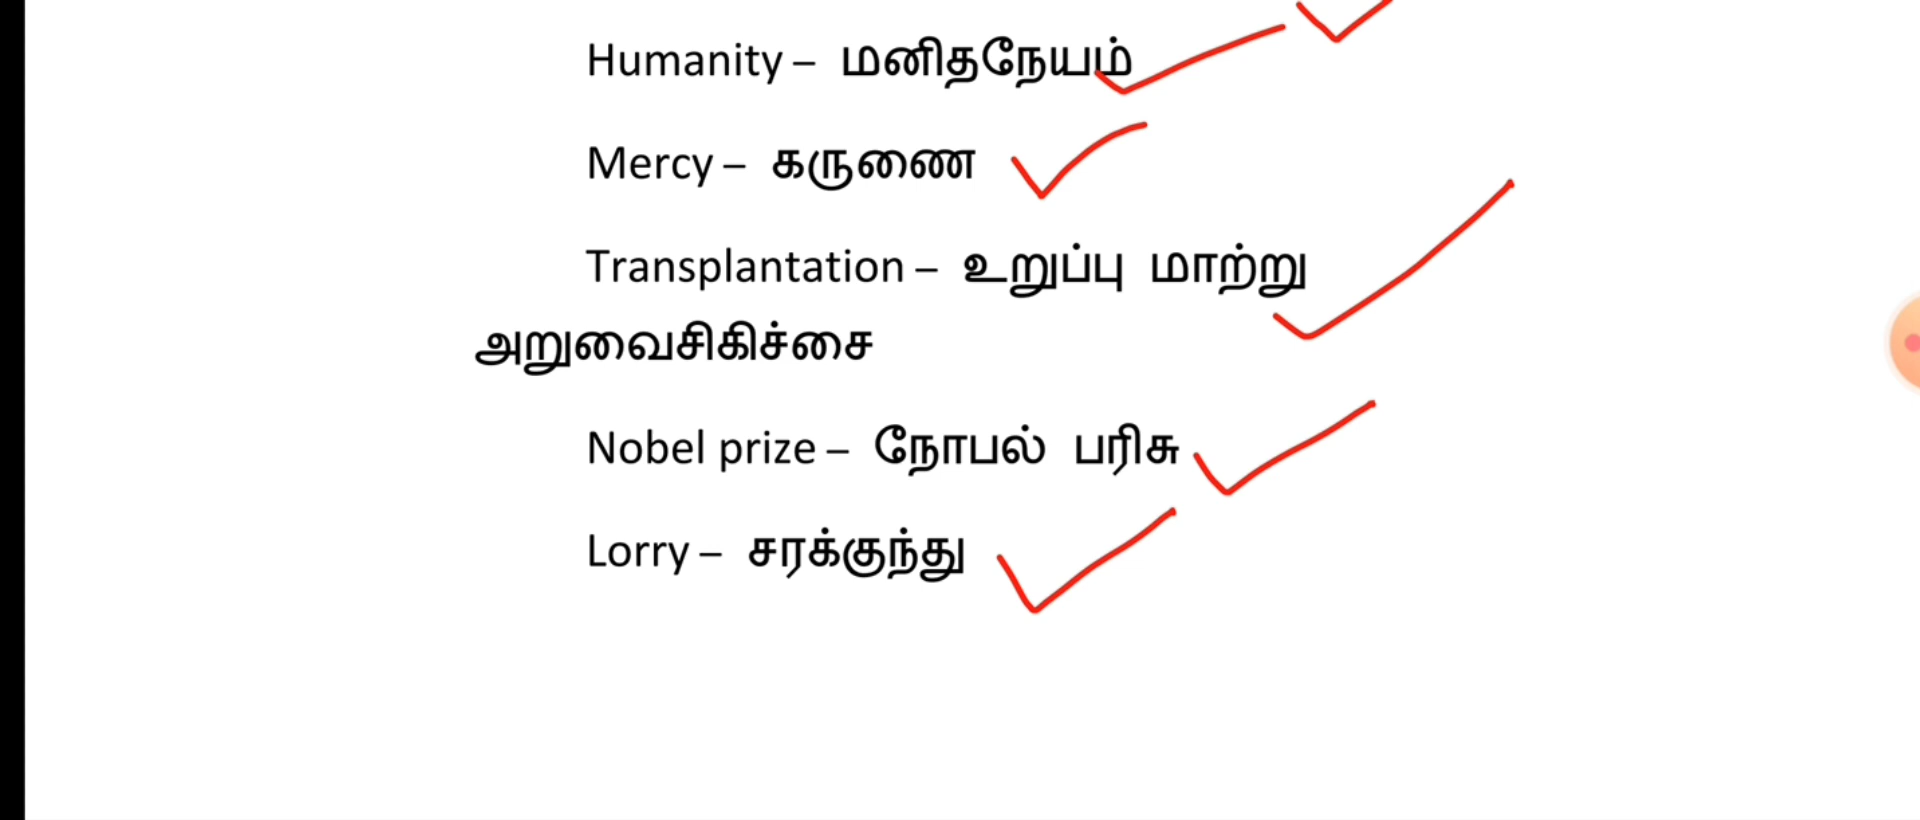 Humanity – மனிதநேயம்
Mercy – கருணை
Transplantation – உறுப்பு மாற்று
அறுவைசிகிச்சை
Nobel prize – நோபல் பரிசு
Lorry – சரக்குந்து